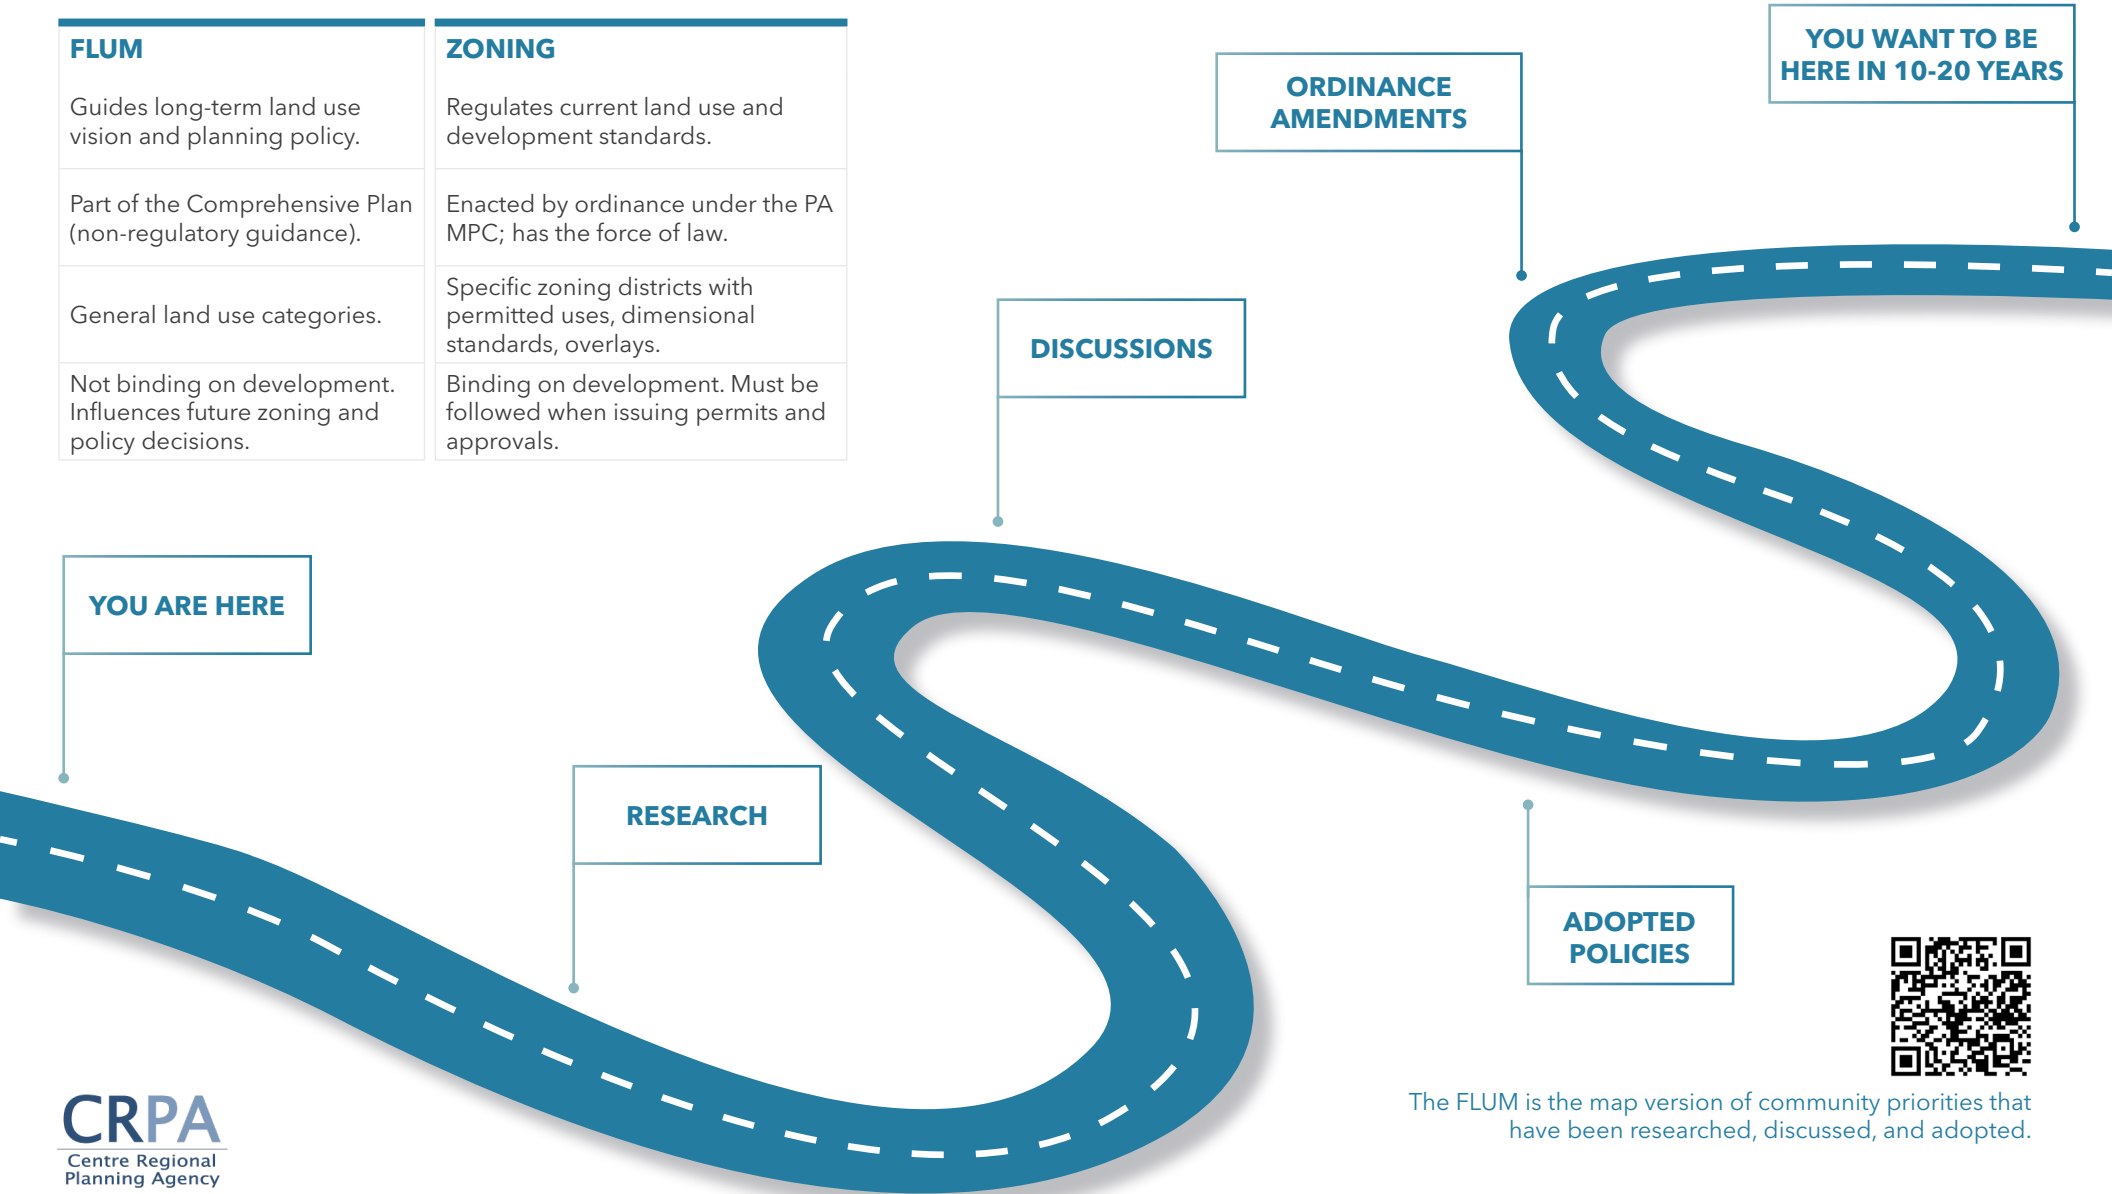 FLUM
Guides long-term land use
vision and planning policy.
Part of the Comprehensive Plan
(non-regulatory guidance).
General land use categories.
Not binding on development.
Influences future zoning and
policy decisions.
ZONING
Regulates current land use and
development standards.
Enacted by ordinance under the PA
MPC; has the force of law.
Specific zoning districts with
permitted uses, dimensional
standards, overlays.
Binding on development. Must be
followed when issuing permits and
approvals.
YOU ARE HERE
RESEARCH
DISCUSSIONS
ADOPTED
POLICIES
ORDINANCE
AMENDMENTS
YOU WANT TO BE
HERE IN 10-20 YEARS
The FLUM is the map version of community priorities that
have been researched, discussed, and adopted.
CRPA
Centre Regional
Planning Agency